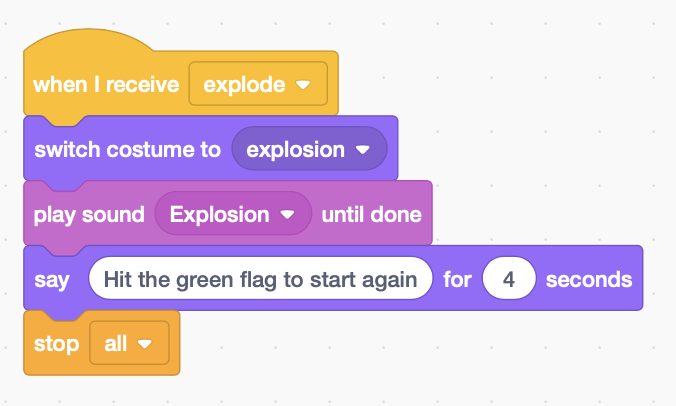 when I receive explode
switch costume to explosion
play sound Explosion until done
say Hit the green flag to start again for 4 seconds
stop all